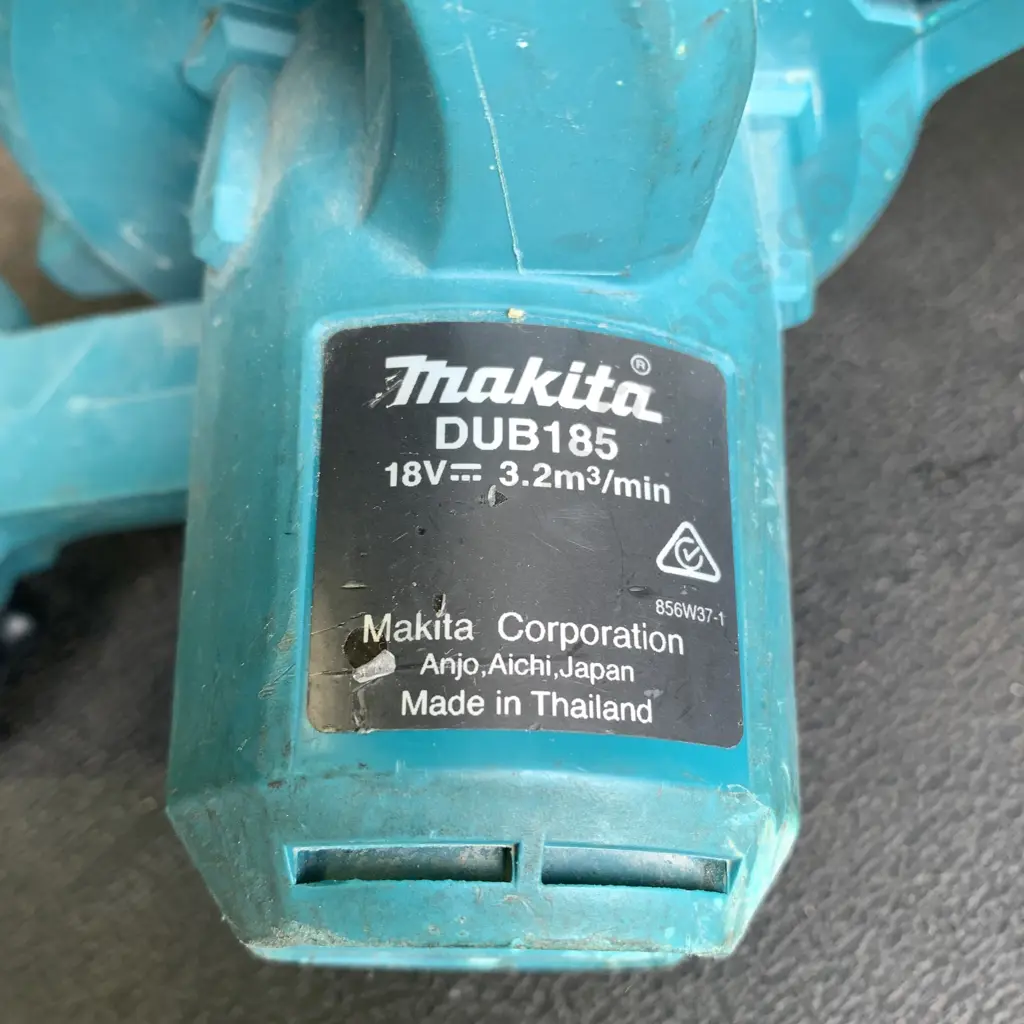 makita®
DUB185
18V⎓ 3.2m³/min
856W37-1
Makita Corporation
Anjo,Aichi,Japan
Made in Thailand